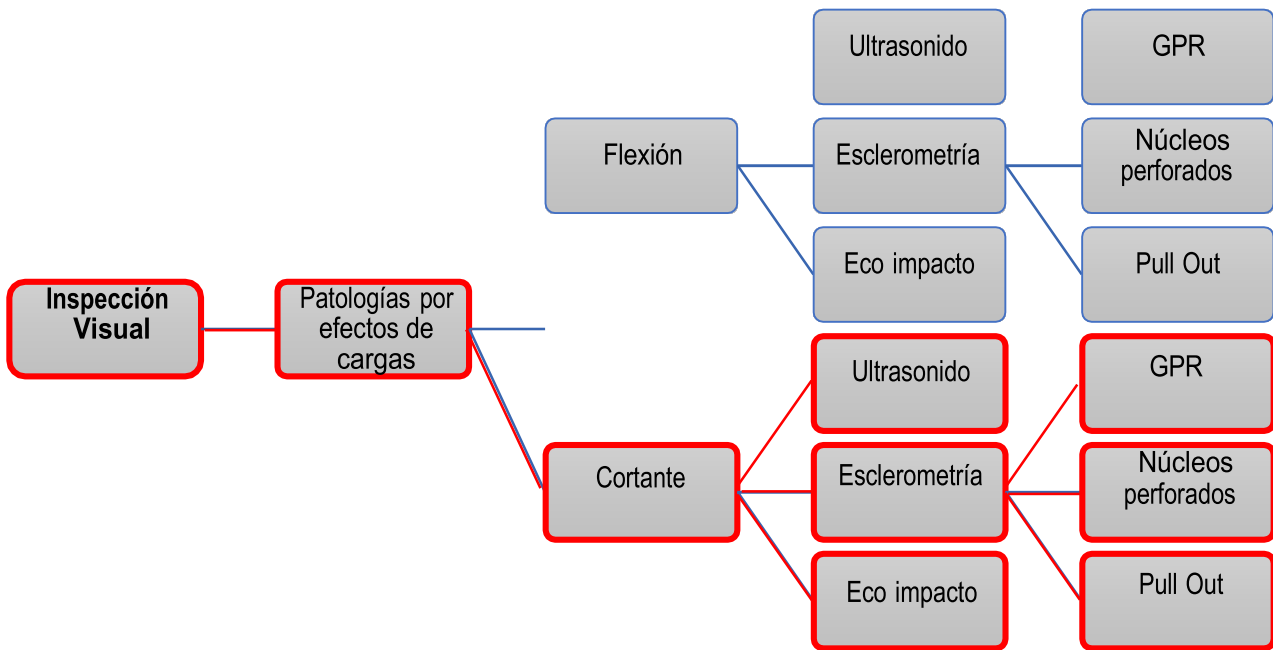 Ultrasonido
GPR
Flexión
Esclerometría
Núcleos
perforados
Eco impacto
Pull Out
Inspección
Visual
Patologías por
efectos de
cargas
Ultrasonido
GPR
Cortante
Esclerometría
Núcleos
perforados
Eco impacto
Pull Out